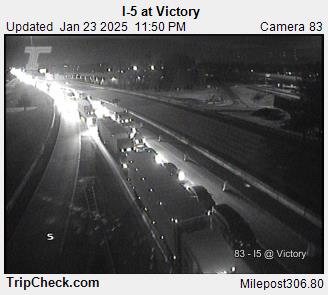 I-5 at Victory
Updated Jan 23 2025 11:50 PM Camera 83
S
83 - I5 @ Victory
TripCheck.com Milepost306.80